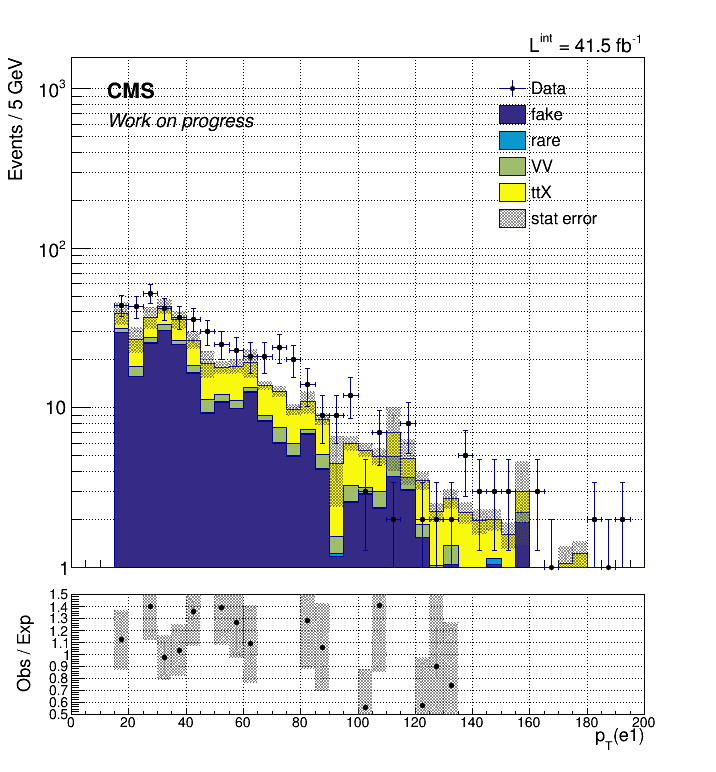 L^int = 41.5 fb^-1
Events / 5 GeV
CMS
Work on progress
Data
fake
rare
VV
ttX
stat error
10^3
10^2
10
1
Obs / Exp
1.5
1.4
1.3
1.2
1.1
1
0.9
0.8
0.7
0.6
0.5
0 20 40 60 80 100 120 140 160 180 200
p_T(e1)